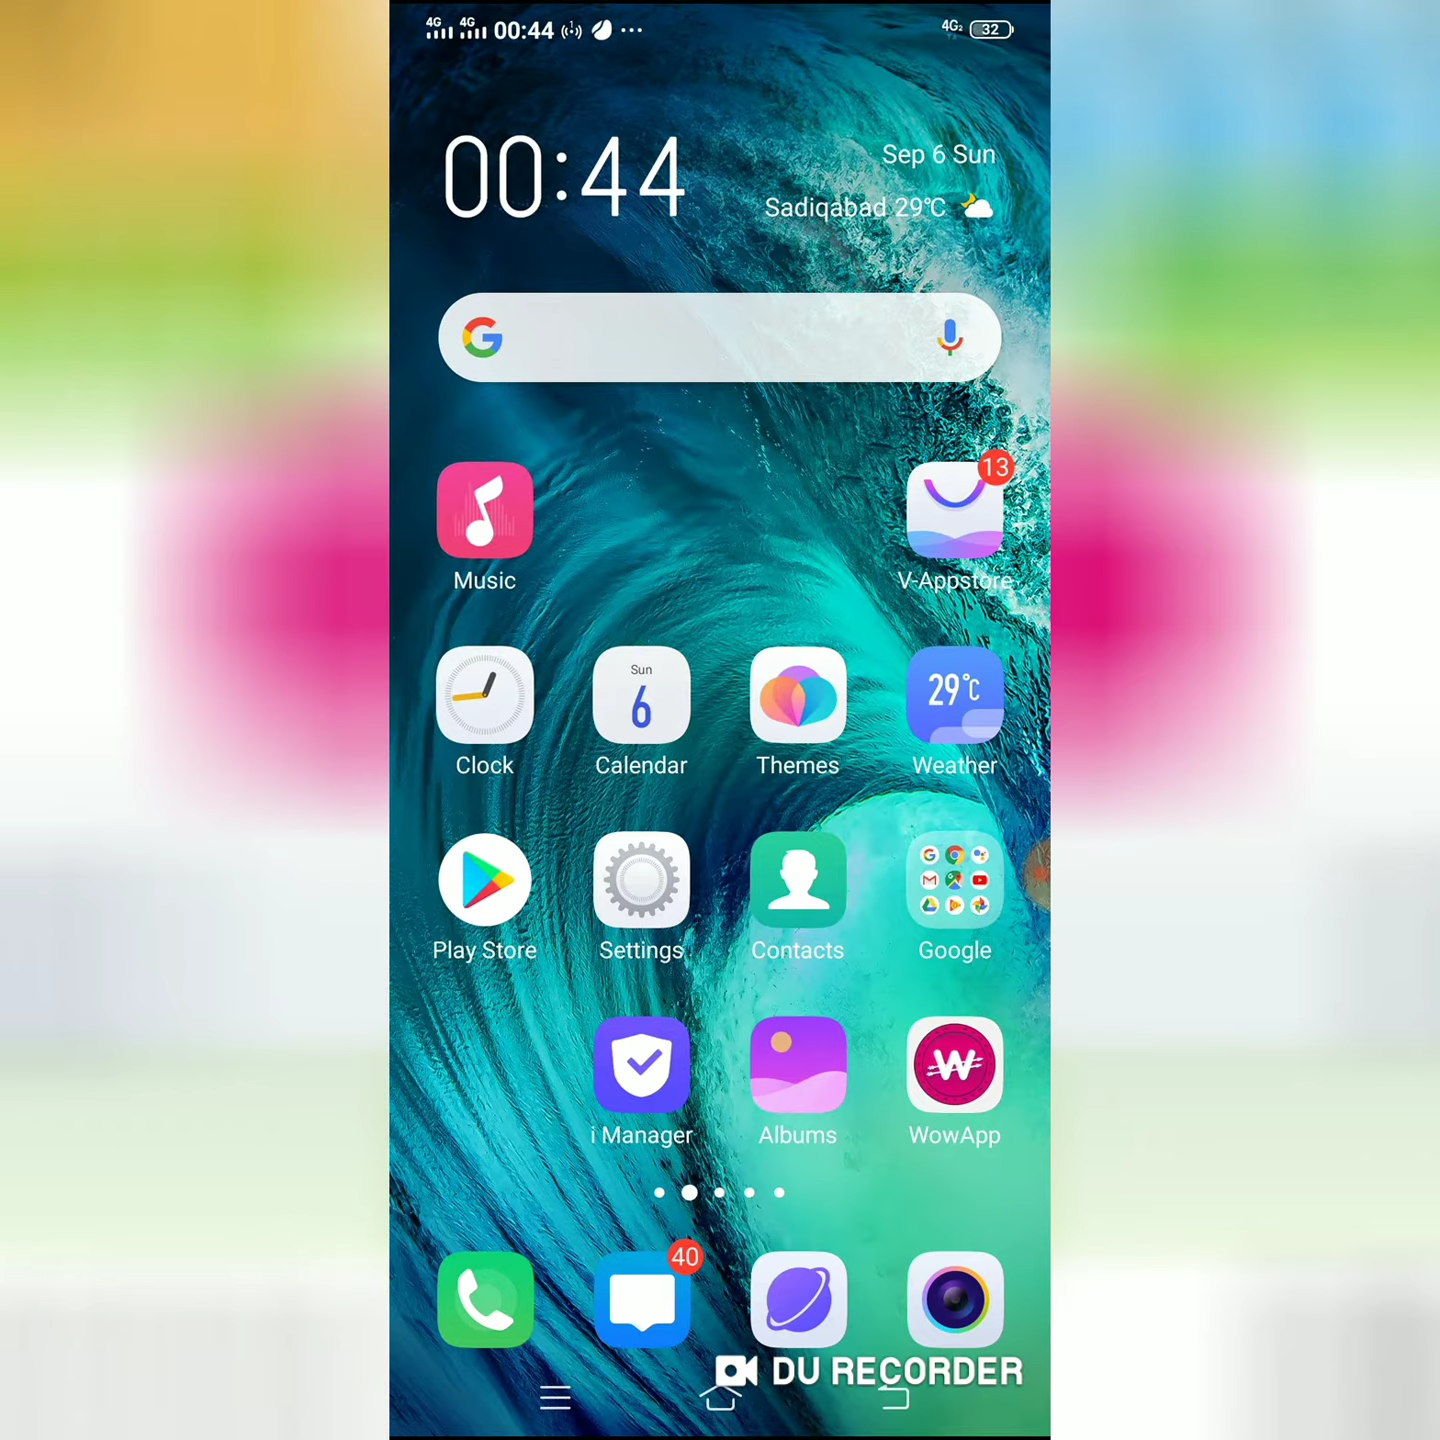 4G 4G 00:44 4G2 32
00:44
Sep 6 Sun
Sadiqabad 29℃
G
13
Music V-Appstore
Sun
6
29℃
Clock Calendar Themes Weather
Play Store Settings Contacts Google
W
i Manager Albums WowApp
40
DU RECORDER